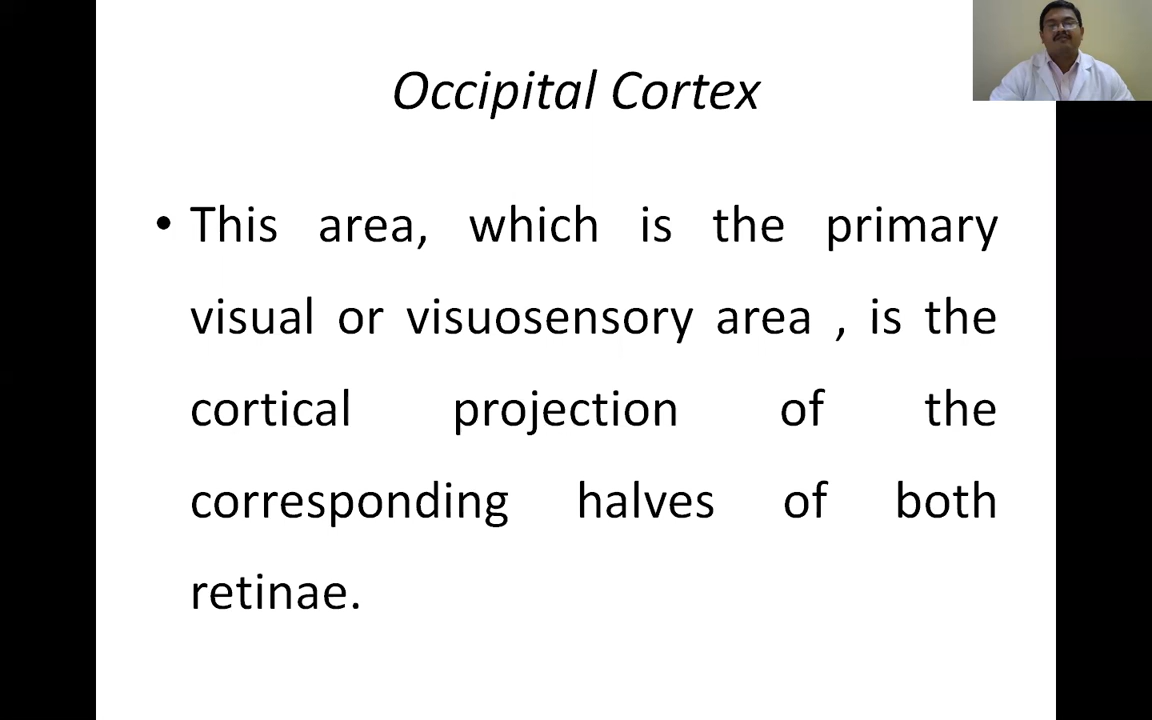 Occipital Cortex
• This area, which is the primary
visual or visuosensory area , is the
cortical projection of the
corresponding halves of both
retinae.